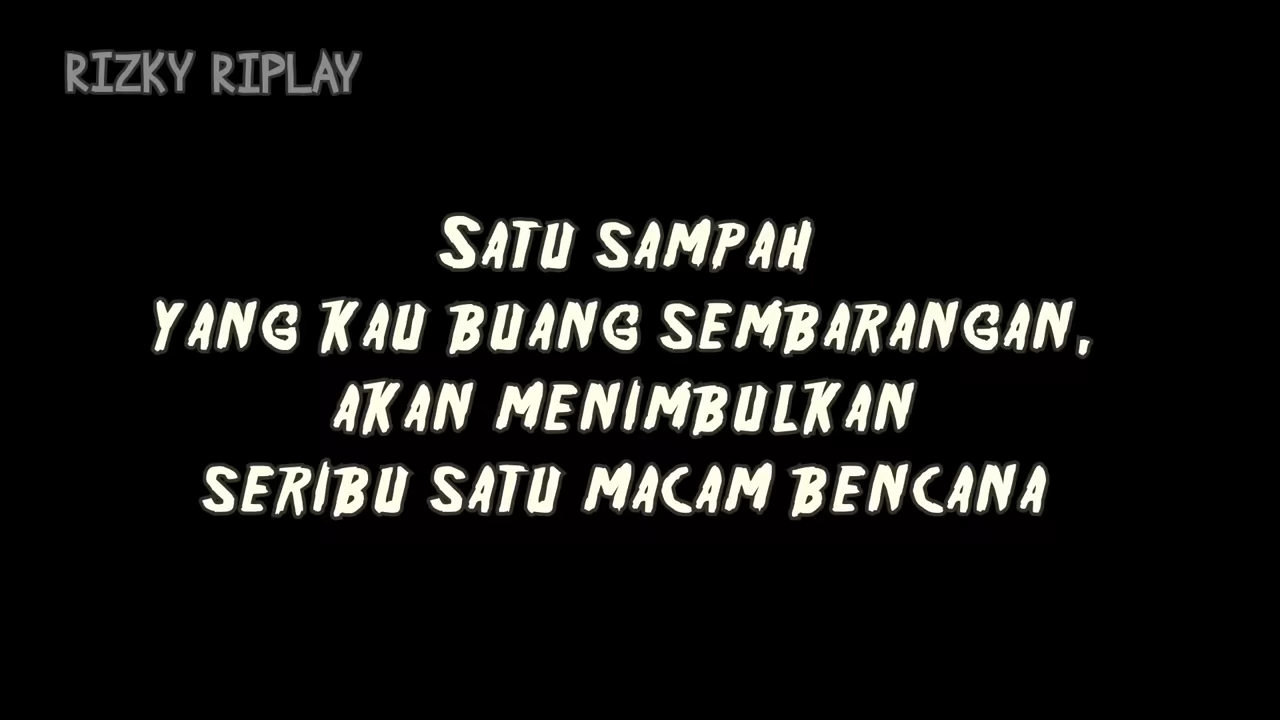 RIZKY RIPLAY
SATU SAMPAH
YANG KAU BUANG SEMBARANGAN,
AKAN MENIMBULKAN
SERIBU SATU MACAM BENCANA